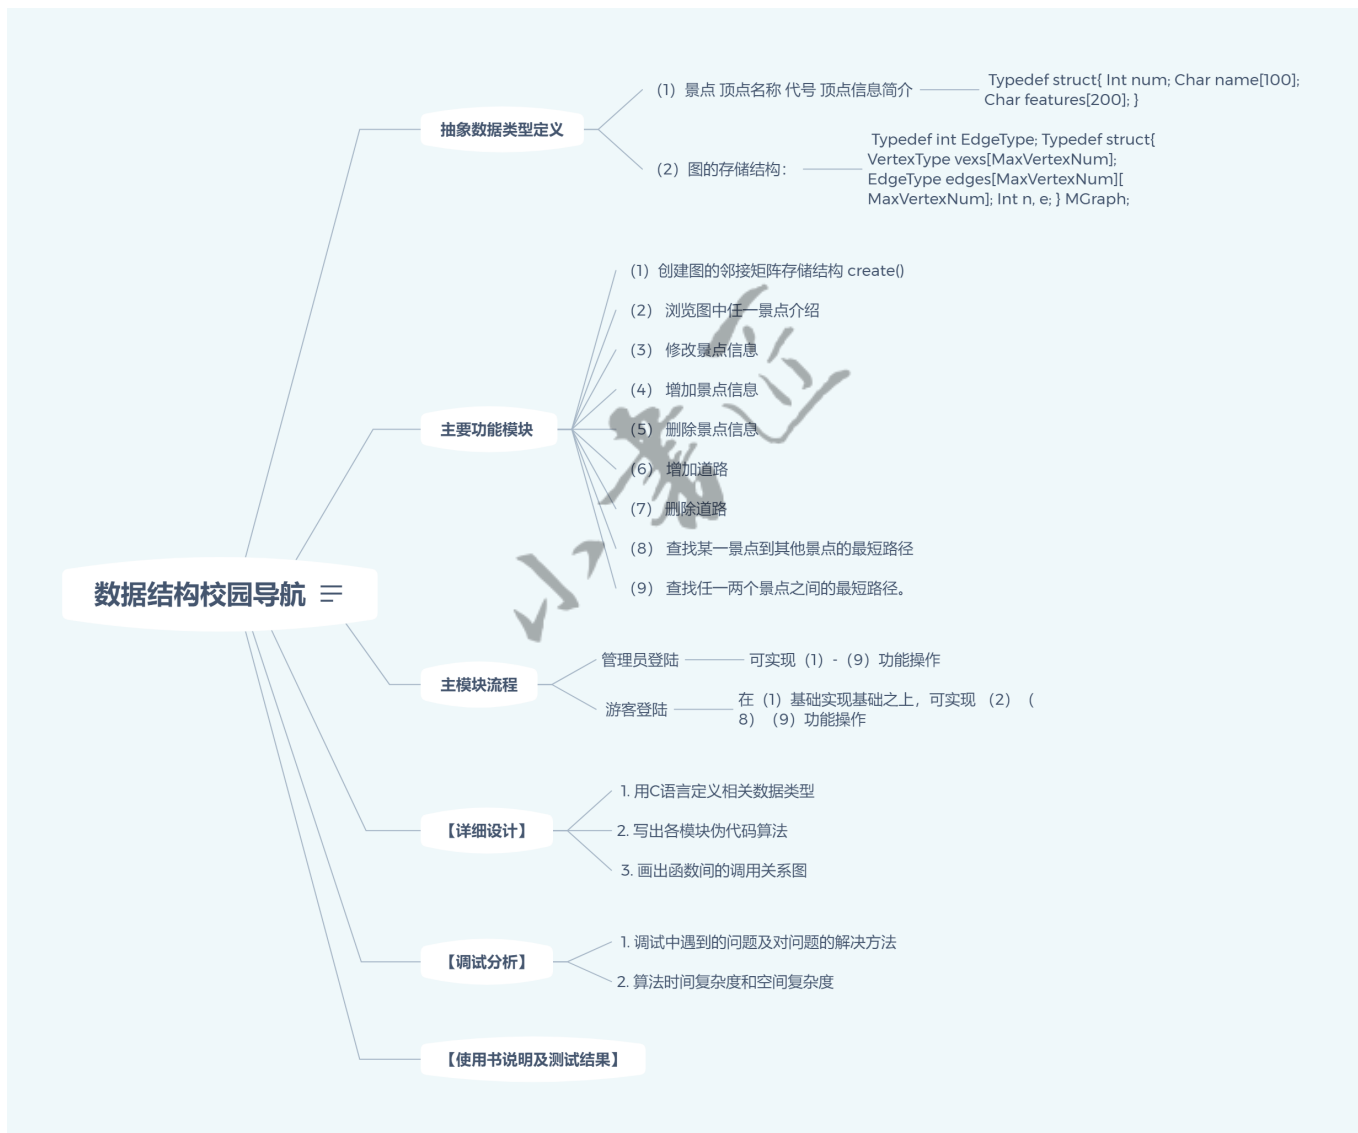 数据结构校园导航
抽象数据类型定义
（1）景点 顶点名称 代号 顶点信息简介
Typedef struct{ Int num; Char name[100];
Char features[200]; }
（2）图的存储结构：
Typedef int EdgeType; Typedef struct{
VertexType vexs[MaxVertexNum];
EdgeType edges[MaxVertexNum][
MaxVertexNum]; Int n, e; } MGraph;
主要功能模块
（1）创建图的邻接矩阵存储结构 create()
（2） 浏览图中任一景点介绍
（3） 修改景点信息
（4） 增加景点信息
（5） 删除景点信息
（6） 增加道路
（7） 删除道路
（8） 查找某一景点到其他景点的最短路径
（9） 查找任一两个景点之间的最短路径。
主模块流程
管理员登陆
可实现（1）-（9）功能操作
游客登陆
在（1）基础实现基础之上，可实现 （2）（
8）（9）功能操作
【详细设计】
1. 用C语言定义相关数据类型
2. 写出各模块伪代码算法
3. 画出函数间的调用关系图
【调试分析】
1. 调试中遇到的问题及对问题的解决方法
2. 算法时间复杂度和空间复杂度
【使用书说明及测试结果】